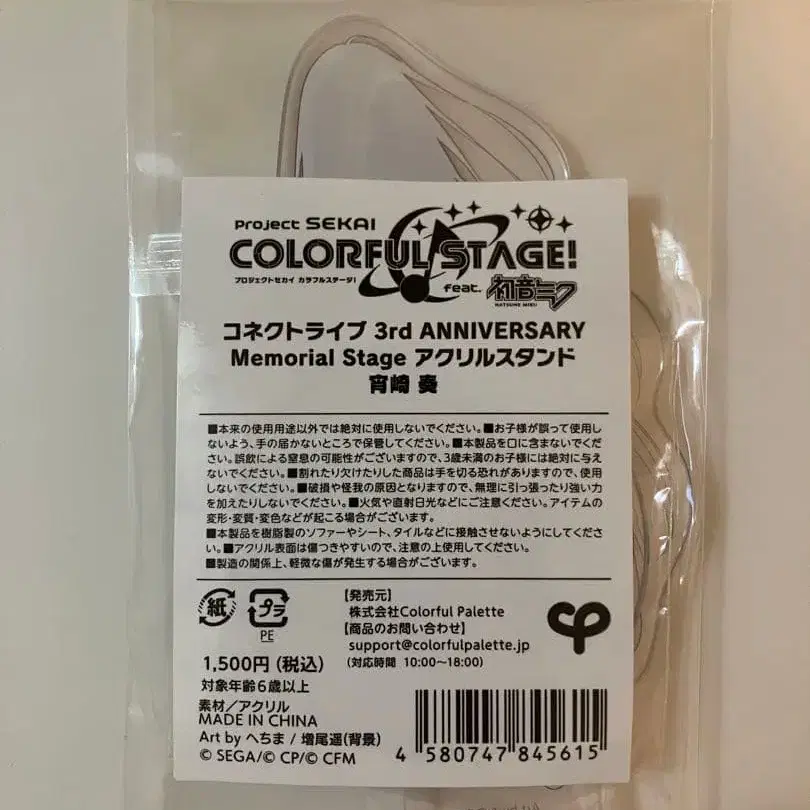 Project SEKAI
COLORFUL STAGE!
プロジェクトセカイ カラフルステージ!
feat. 初音ミク
HATSUNE MIKU
コネクトライブ 3rd ANNIVERSARY
Memorial Stage アクリルスタンド
宵崎 奏
■本来の使用用途以外では絶対に使用しないでください。■お子様が誤って使用し
ないよう、手の届かないところで保管してください。■本製品を口に含まないでくだ
さい。誤飲による窒息の可能性がございますので、3歳未満のお子様には絶対に与え
ないでください。■割れたり欠けたりした商品は手を切る恐れがありますので、使用
しないでください。■破損や怪我の原因となりますので、無理に引っ張ったり強い力
を加えたりしないでください。■火気や直射日光などにご注意ください。アイテムの
変形・変質・変色などが起こる場合がございます。
■本製品を樹脂製のソファーやシート、タイルなどに接触させないようにしてくださ
い。■アクリル表面は傷つきやすいので、注意の上使用してください。
■製造の関係上、軽微な傷が発生する場合がございます。
紙
プラ
PE
【発売元】
株式会社Colorful Palette
【商品のお問い合わせ】
support@colorfulpalette.jp
(対応時間 10:00~18:00)
1,500円(税込)
対象年齢6歳以上
素材/アクリル
MADE IN CHINA
Art by へちま / 増尾遥(背景)
© SEGA/© CP/© CFM
4 580747 845615